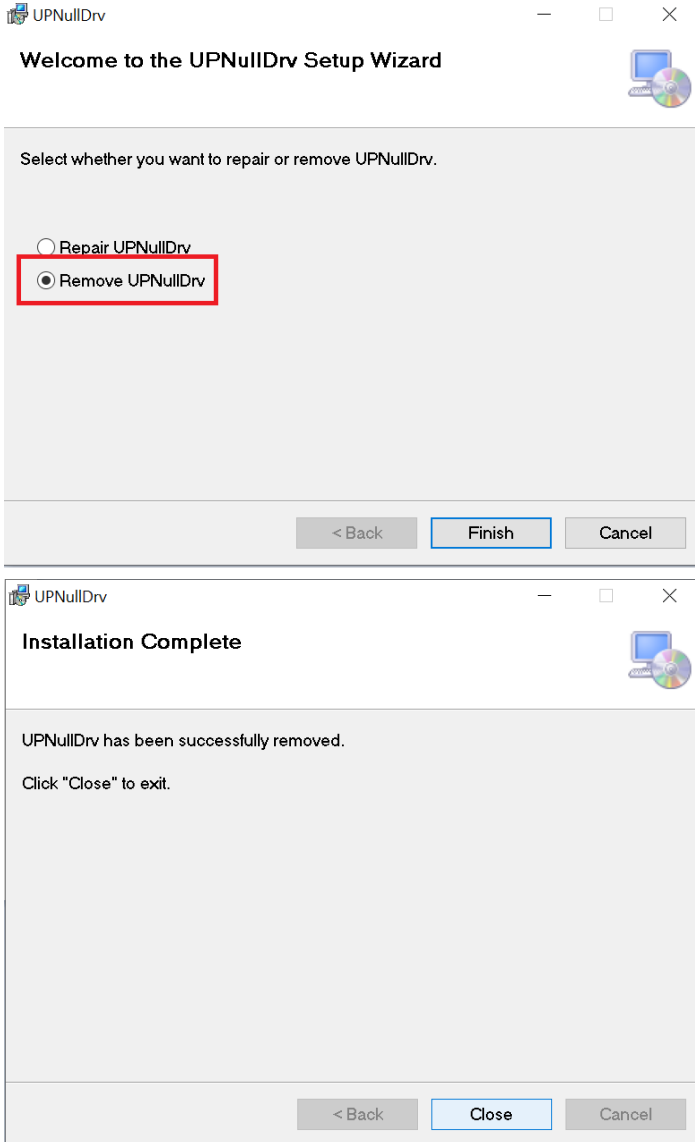 UPNullDrv
Welcome to the UPNullDrv Setup Wizard
Select whether you want to repair or remove UPNullDrv.
Repair UPNullDrv
Remove UPNullDrv
< Back
Finish
Cancel
UPNullDrv
Installation Complete
UPNullDrv has been successfully removed.
Click "Close" to exit.
< Back
Close
Cancel